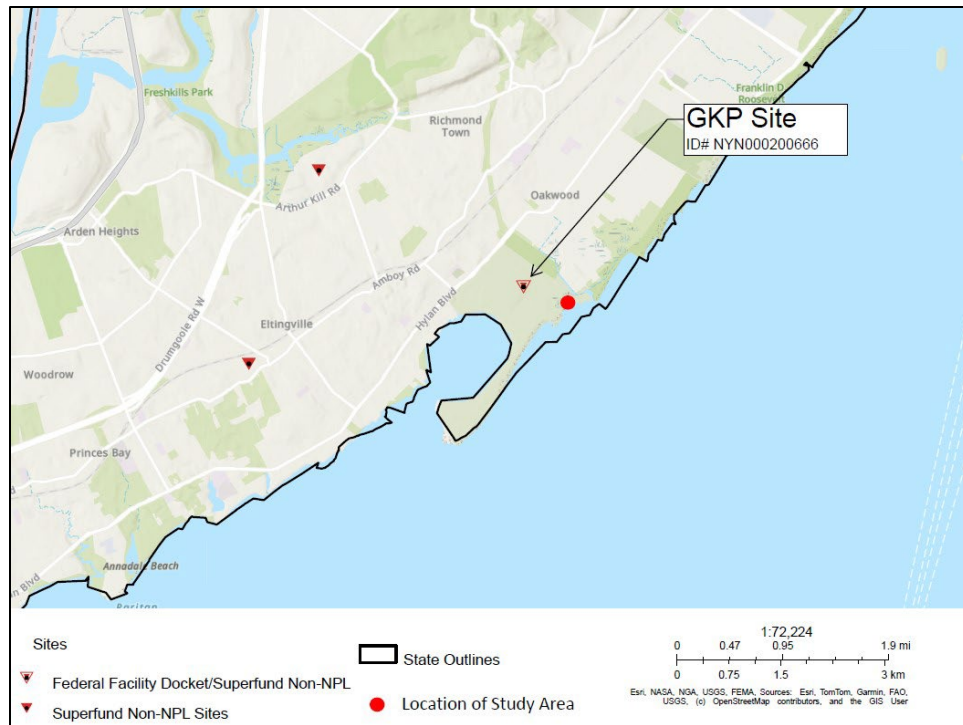 Freshkills Park
Richmond
Town
Franklin D.
Roosevelt
GKP Site
ID# NYN000200666
Arthur Kill Rd
Oakwood
Arden Heights
Amboy Rd
Hylan Blvd
Drumgoole Rd W
Eltingville
Woodrow
Princes Bay
Annadale Beach
on Blvd
Raritan
Sites
Federal Facility Docket/Superfund Non-NPL
Superfund Non-NPL Sites
State Outlines
Location of Study Area
1:72,224
0 0.47 0.95 1.9 mi
0 0.75 1.5 3 km
Esri, NASA, NGA, USGS, FEMA, Sources: Esri, TomTom, Garmin, FAO,
USGS, (c) OpenStreetMap contributors, and the GIS User